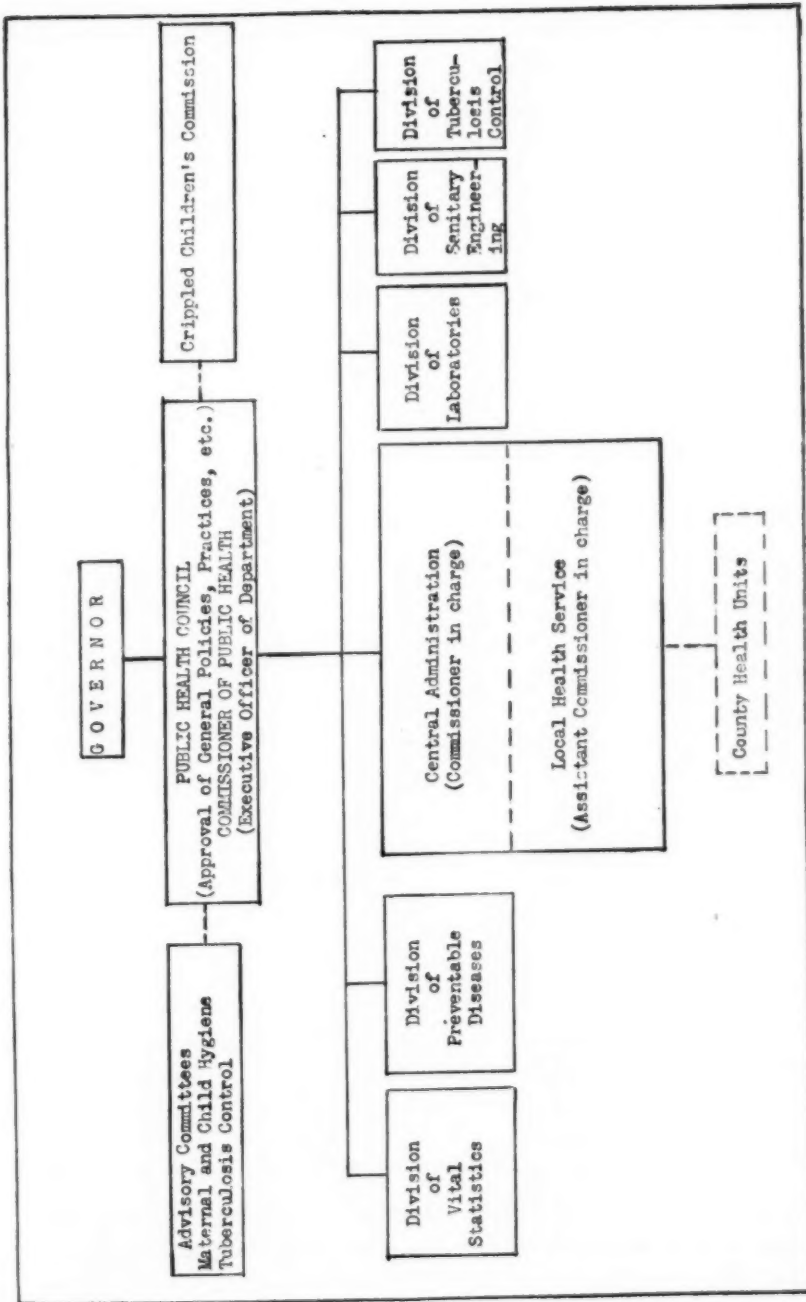 GOVERNOR
Advisory Committees
Maternal and Child Hygiene
Tuberculosis Control
PUBLIC HEALTH COUNCIL
(Approval of General Policies, Practices, etc.)
COMMISSIONER OF PUBLIC HEALTH
(Executive Officer of Department)
Crippled Children's Commission
Division
of
Vital
Statistics
Division
of
Preventable
Diseases
Central Administration
(Commissioner in charge)
Local Health Service
(Assistant Commissioner in charge)
Division
of
Laboratories
Division
of
Sanitary
Engineer-
ing
Division
of
Tubercu-
losis
Control
County Health Units